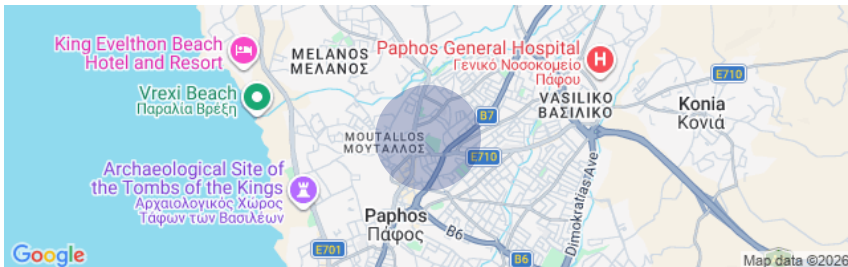 King Evelthon Beach
Hotel and Resort
MELANOS
ΜΕΛΑΝΟΣ
Paphos General Hospital
Γενικό Νοσοκομείο
Πάφου
H
E710
Vrexi Beach
Παραλία Βρέξη
B7
VASILIKO
ΒΑΣΙΛΙΚΟ
Konia
Κονιά
MOUTALLOS
ΜΟΥΤΑΛΛΟΣ
E710
Archaeological Site of
the Tombs of the Kings
Αρχαιολογικός Χώρος
Τάφων των Βασιλέων
Paphos
Πάφος
Dimokratias Ave
B6
E701
B6
Google
Map data ©2026